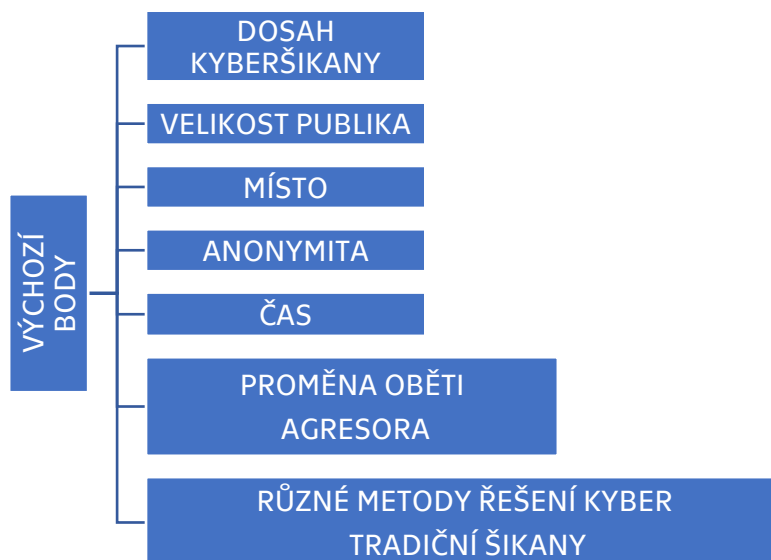 VÝCHOZÍ
BODY
DOSAH
KYBERŠIKANY
VELIKOST PUBLIKA
MÍSTO
ANONYMITA
ČAS
PROMĚNA OBĚTI
AGRESORA
RŮZNÉ METODY ŘEŠENÍ KYBER
TRADIČNÍ ŠIKANY